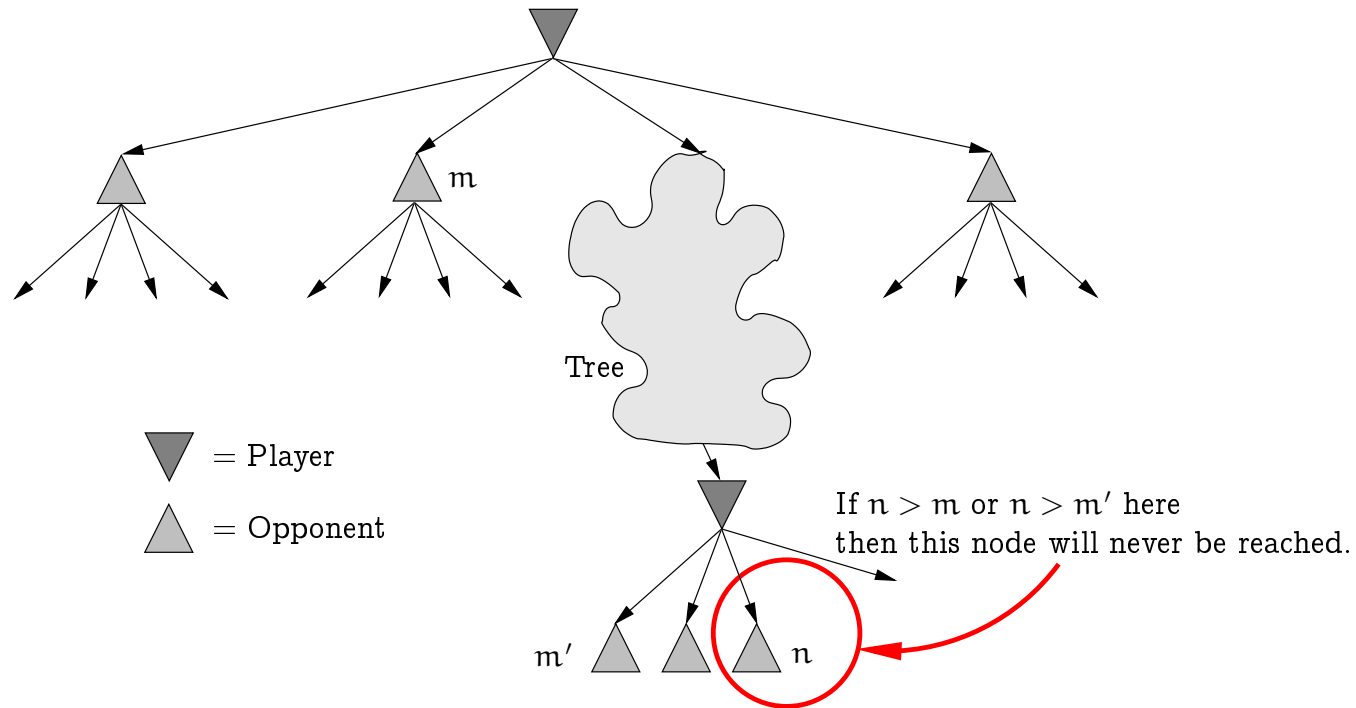 m
Tree
= Player
= Opponent
If n > m or n > m′ here
then this node will never be reached.
m′
n